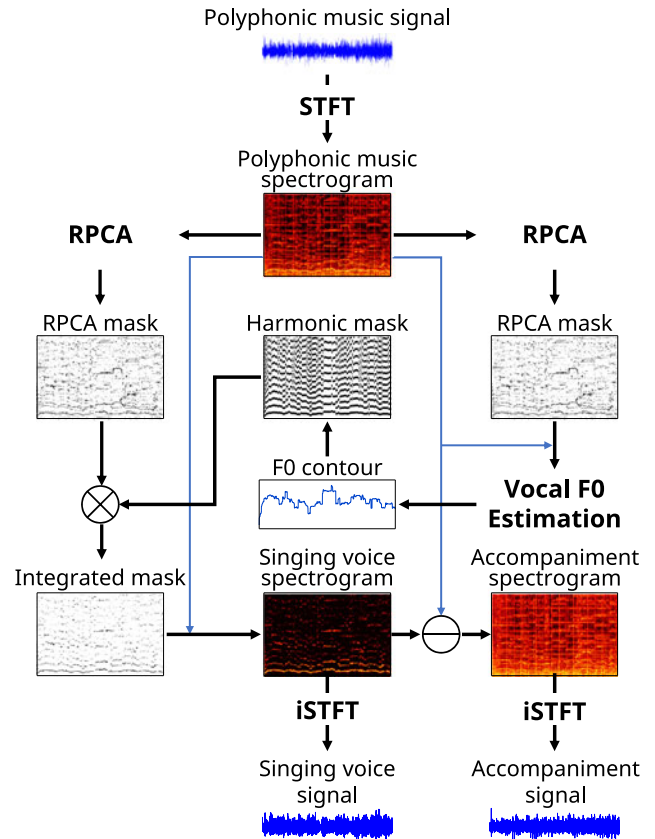 Polyphonic music signal
STFT
Polyphonic music
spectrogram
RPCA
RPCA
RPCA mask
Harmonic mask
RPCA mask
F0 contour
Vocal F0
Estimation
Integrated mask
Singing voice
spectrogram
Accompaniment
spectrogram
iSTFT
iSTFT
Singing voice
signal
Accompaniment
signal